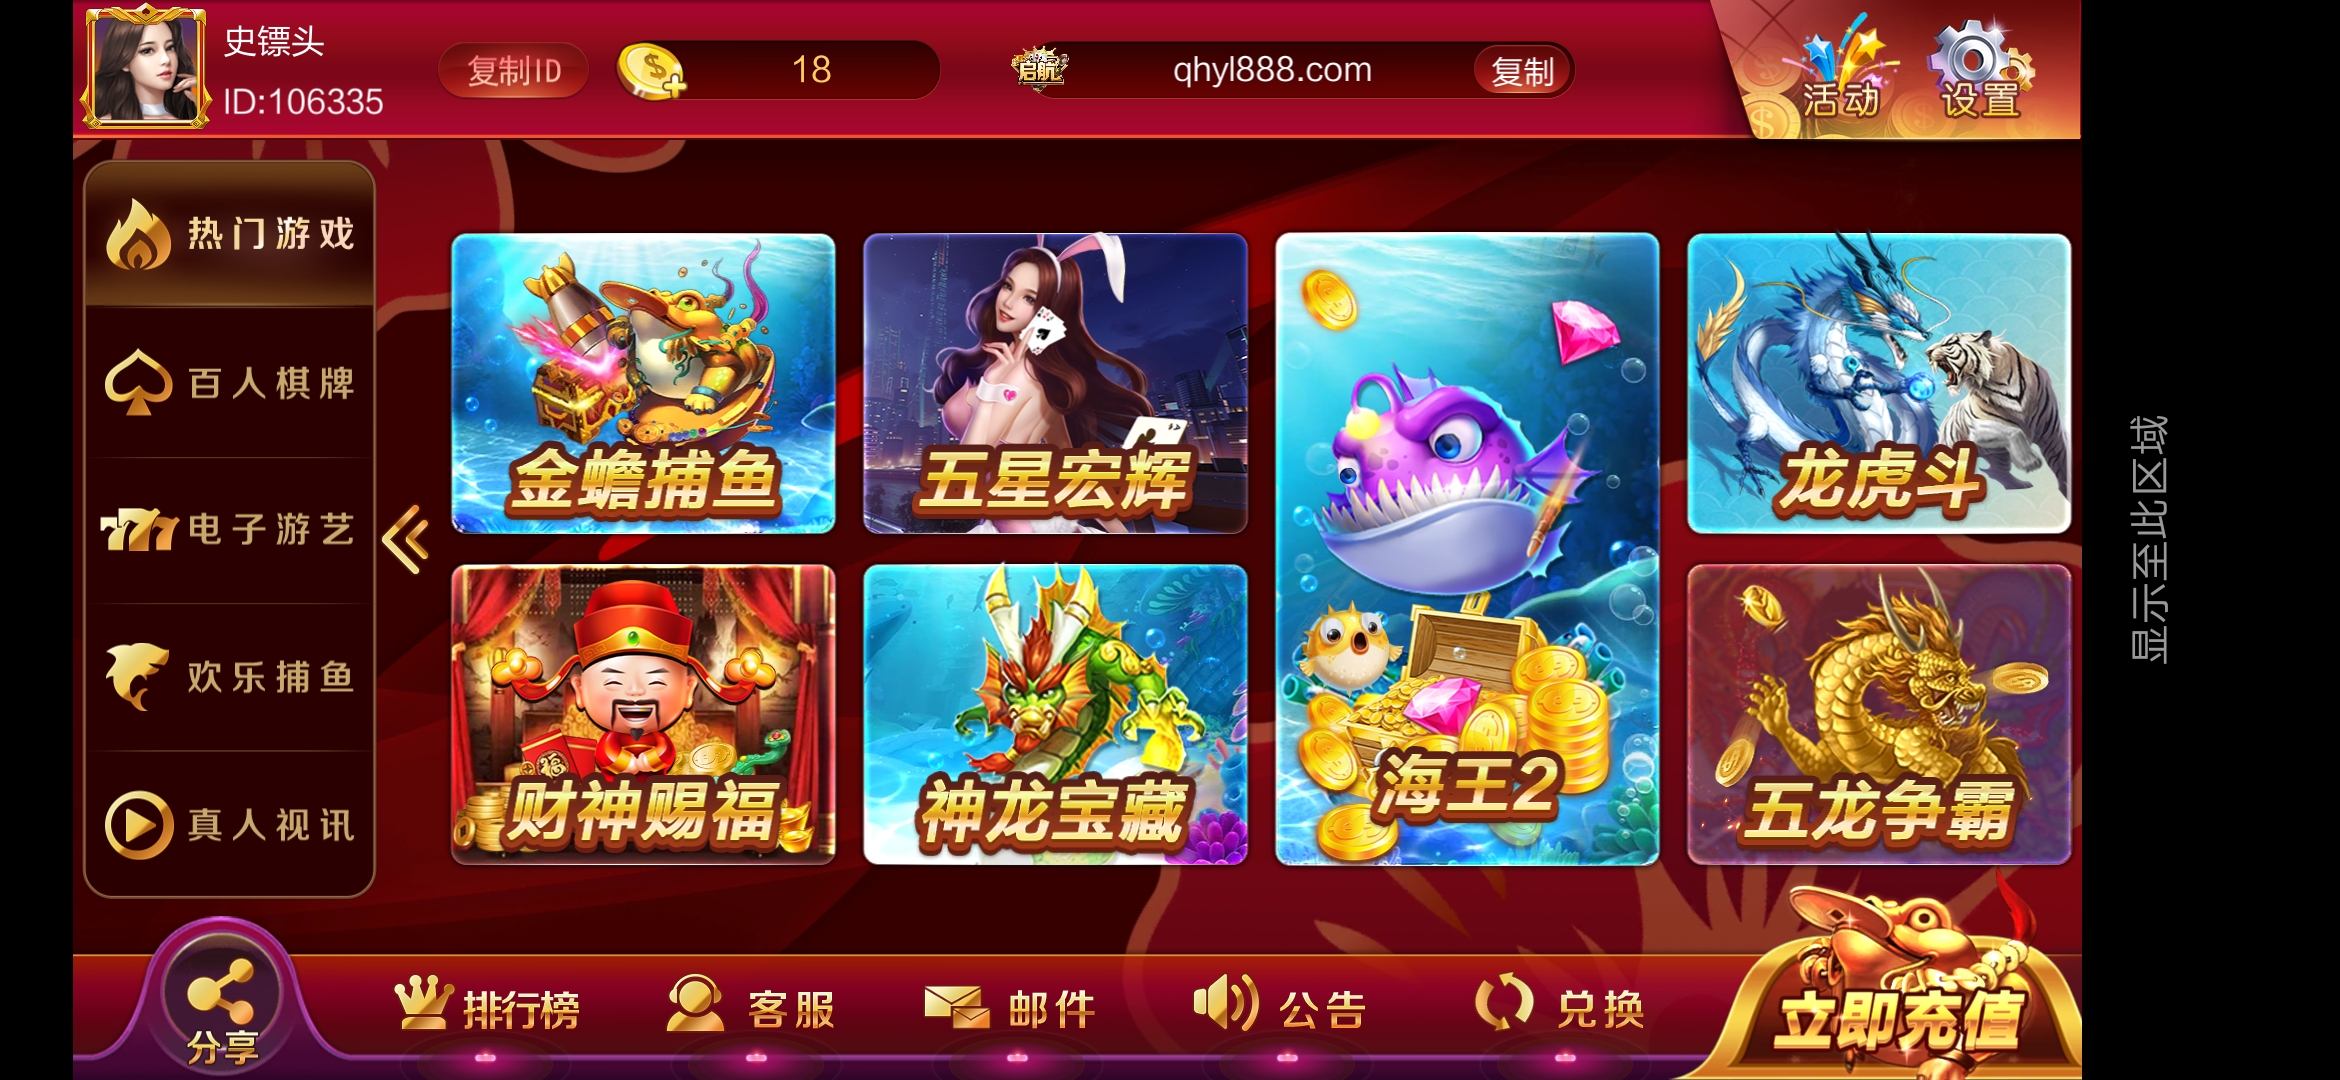 史镖头
ID:106335
复制ID
18
启航
qhyl888.com
复制
活动
设置
热门游戏
百人棋牌
777
电子游艺
欢乐捕鱼
真人视讯
金蟾捕鱼
五星宏辉
海王2
龙虎斗
福
财神赐福
神龙宝藏
五龙争霸
显示至此区域
分享
排行榜
客服
邮件
公告
兑换
立即充值